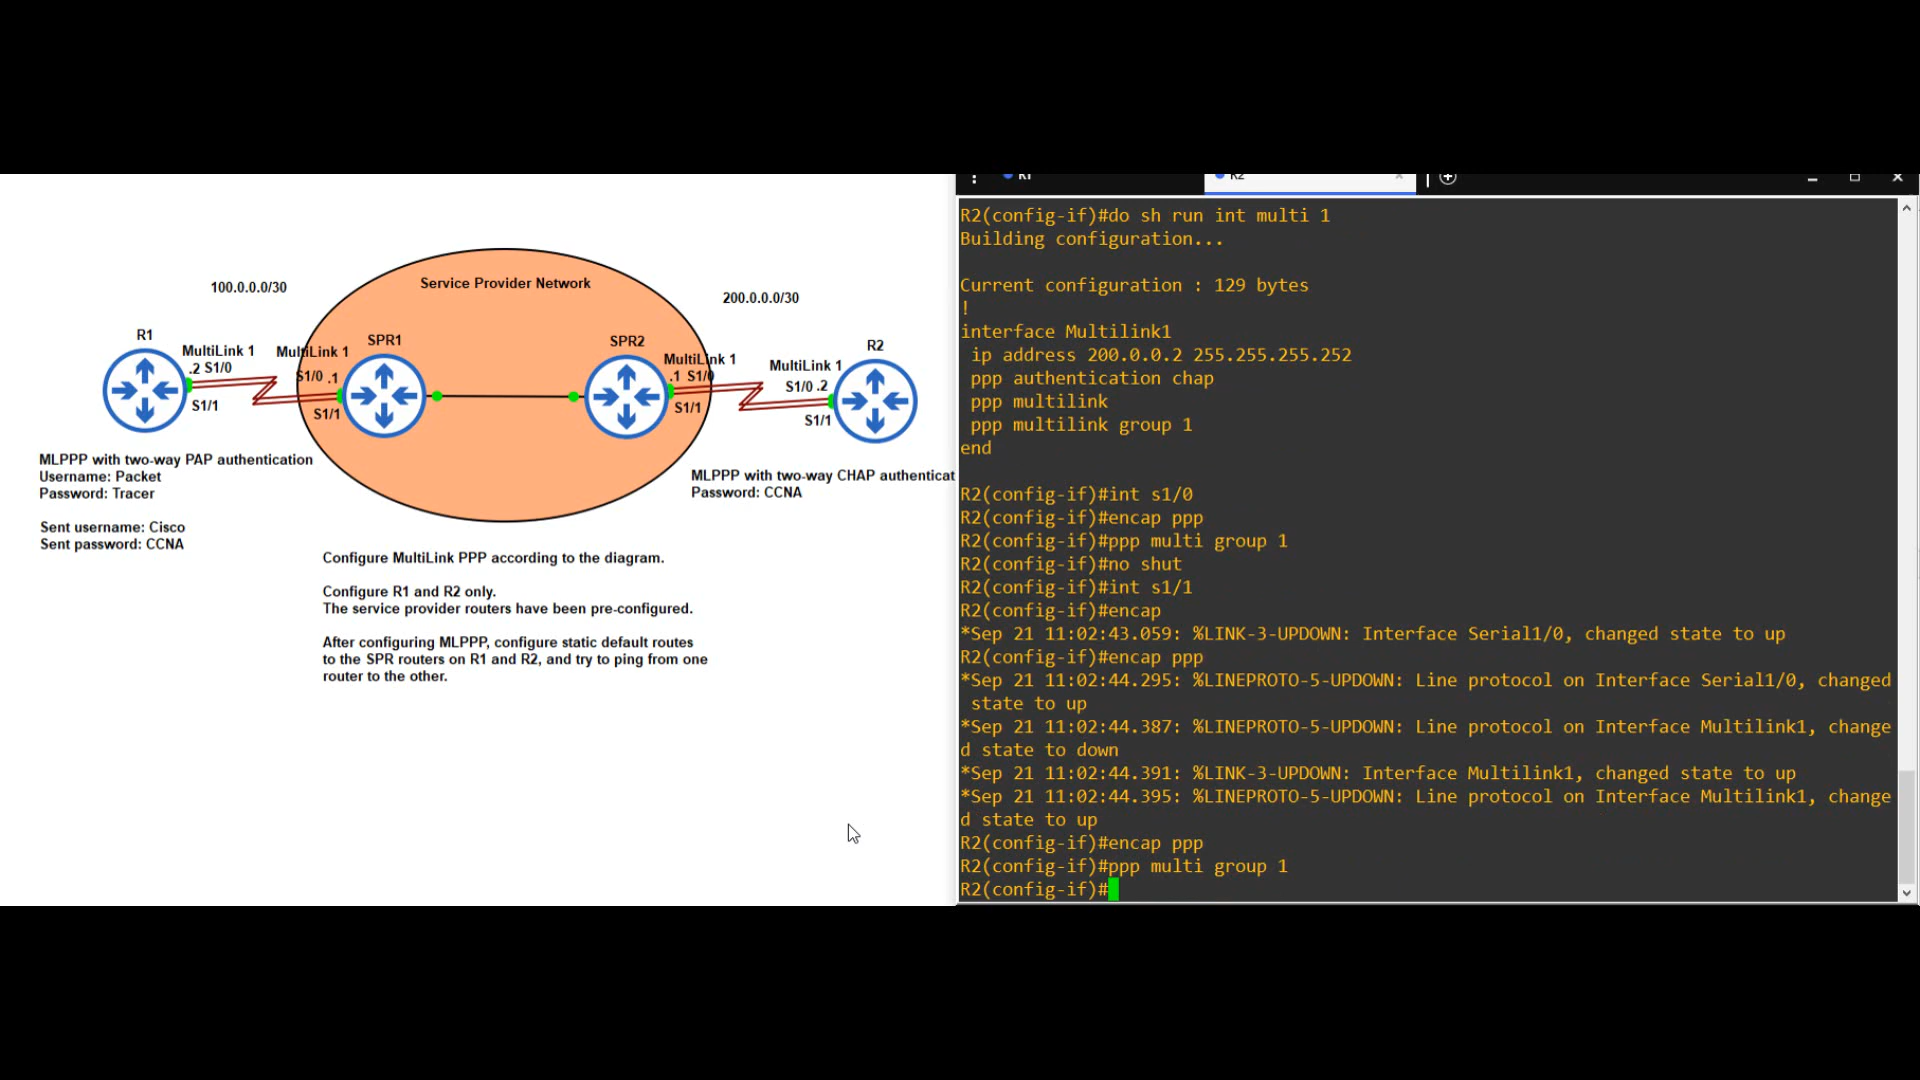 Service Provider Network
100.0.0.0/30
200.0.0.0/30
R1
SPR1
SPR2
R2
MultiLink 1
.2 S1/0
S1/1
MultiLink 1
S1/0 .1
S1/1
MultiLink 1
.1 S1/0
S1/1
MultiLink 1
S1/0 .2
S1/1
MLPPP with two-way PAP authentication
Username: Packet
Password: Tracer
Sent username: Cisco
Sent password: CCNA
MLPPP with two-way CHAP authenticat
Password: CCNA
Configure MultiLink PPP according to the diagram.
Configure R1 and R2 only.
The service provider routers have been pre-configured.
After configuring MLPPP, configure static default routes
to the SPR routers on R1 and R2, and try to ping from one
router to the other.
R1
R2
R2(config-if)#do sh run int multi 1
Building configuration...
Current configuration : 129 bytes
!
interface Multilink1
 ip address 200.0.0.2 255.255.255.252
 ppp authentication chap
 ppp multilink
 ppp multilink group 1
end
R2(config-if)#int s1/0
R2(config-if)#encap ppp
R2(config-if)#ppp multi group 1
R2(config-if)#no shut
R2(config-if)#int s1/1
R2(config-if)#encap
*Sep 21 11:02:43.059: %LINK-3-UPDOWN: Interface Serial1/0, changed state to up
R2(config-if)#encap ppp
*Sep 21 11:02:44.295: %LINEPROTO-5-UPDOWN: Line protocol on Interface Serial1/0, changed
 state to up
*Sep 21 11:02:44.387: %LINEPROTO-5-UPDOWN: Line protocol on Interface Multilink1, change
d state to down
*Sep 21 11:02:44.391: %LINK-3-UPDOWN: Interface Multilink1, changed state to up
*Sep 21 11:02:44.395: %LINEPROTO-5-UPDOWN: Line protocol on Interface Multilink1, change
d state to up
R2(config-if)#encap ppp
R2(config-if)#ppp multi group 1
R2(config-if)#